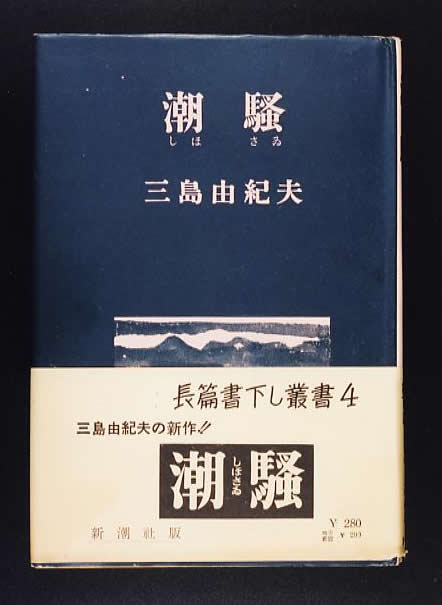 潮騒
しほさゐ
三島由紀夫
長篇書下し叢書4
三島由紀夫の新作!!
潮騒
しほさゐ
新潮社版
¥ 280
¥ 290